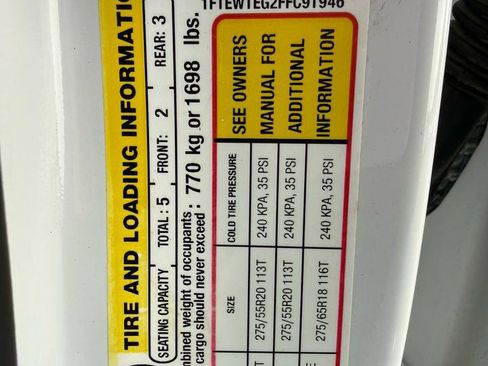 1FTEW1EG2FFC91946
TIRE AND LOADING INFORMATIO
SEATING CAPACITY TOTAL: 5 FRONT: 2 REAR: 3
mbined weight of occupants
cargo should never exceed: 770 kg or 1698 lbs.
SIZE COLD TIRE PRESSURE
SEE OWNERS
MANUAL FOR
ADDITIONAL
INFORMATION
275/55R20 113T 240 KPA, 35 PSI
275/55R20 113T 240 KPA, 35 PSI
275/65R18 116T 240 KPA, 35 PSI